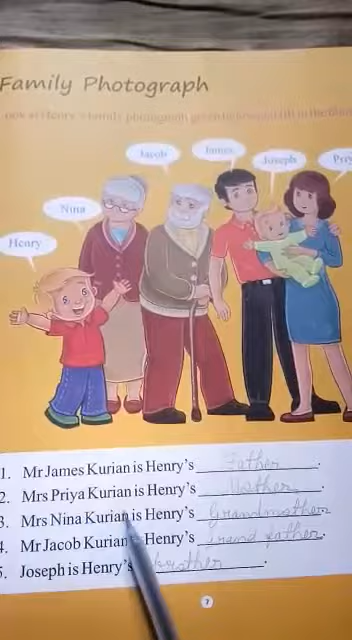 Family Photograph
Jacob James Joseph Priy
Nina
Henry
1. Mr James Kurian is Henry's Father.
2. Mrs Priya Kurian is Henry's Mother.
3. Mrs Nina Kurian is Henry's Grandmother
4. Mr Jacob Kurian Henry's Grand father.
5. Joseph is Henry's brother.
7